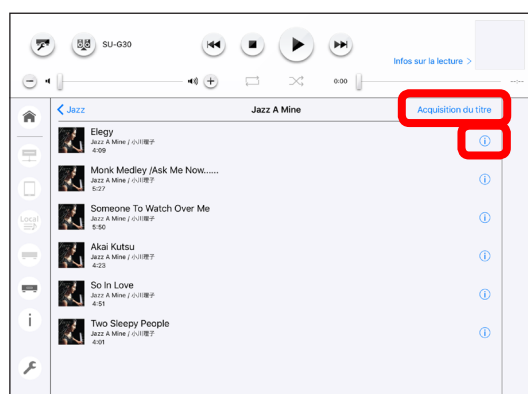 SU-G30
Infos sur la lecture >
0:00
--:--
Jazz
Jazz A Mine
Acquisition du titre
Elegy
Jazz A Mine / 小川理子
4:09
Monk Medley /Ask Me Now......
Jazz A Mine / 小川理子
5:27
Local
Someone To Watch Over Me
Jazz A Mine / 小川理子
5:50
Akai Kutsu
Jazz A Mine / 小川理子
4:23
So In Love
Jazz A Mine / 小川理子
4:51
Two Sleepy People
Jazz A Mine / 小川理子
4:01